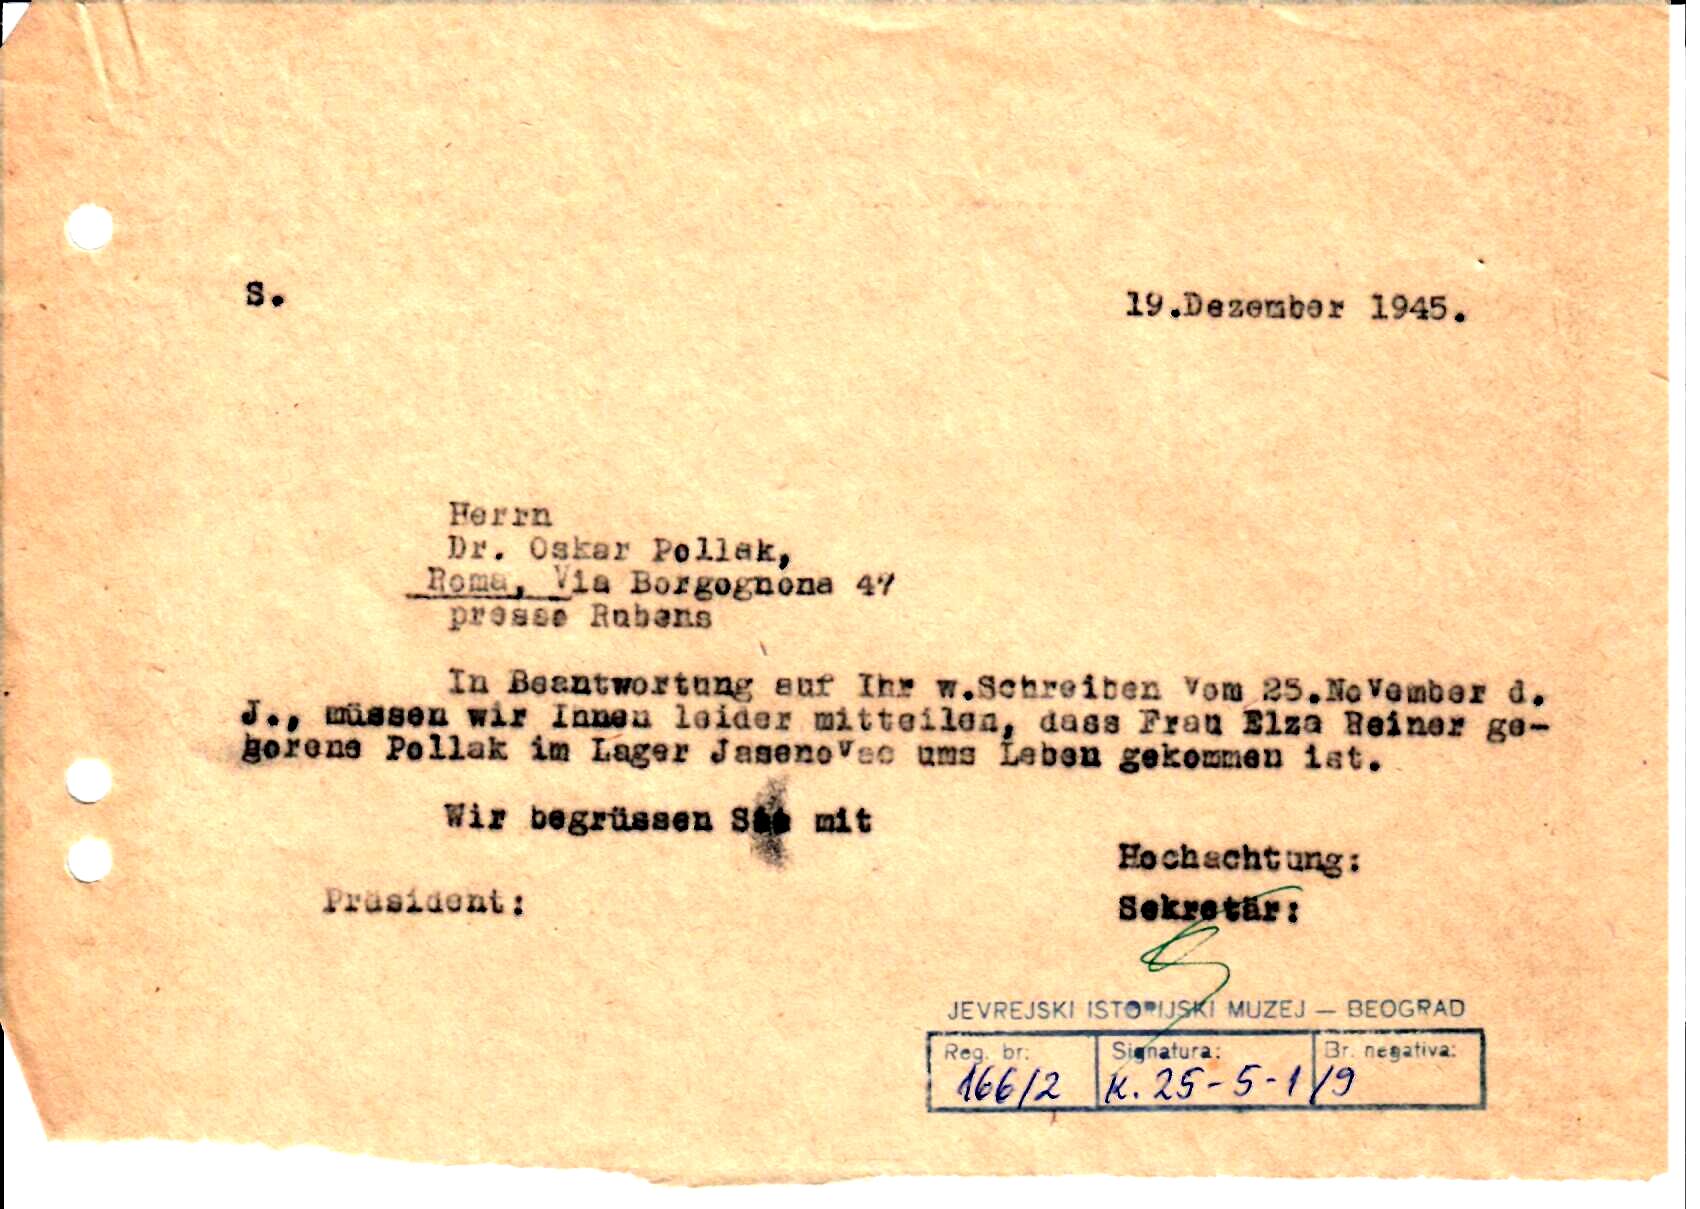 S.
19.Dezember 1945.
Herrn
Dr. Oskar Pollak,
Roma, Via Borgognona 47
presso Rubens
In Beantwortung auf Ihr w.Schreiben vom 25.November d.
J., müssen wir Ihnen leider mitteilen, dass Frau Elza Reiner ge-
borene Pollak im Lager Jasenovac ums Leben gekommen ist.
Wir begrüssen Sie mit
Hochachtung:
Präsident:
Sekretär:
JEVREJSKI ISTORIJSKI MUZEJ — BEOGRAD
Reg. br: Signatura: Br. negativa:
166/2 K. 25-5-1/9